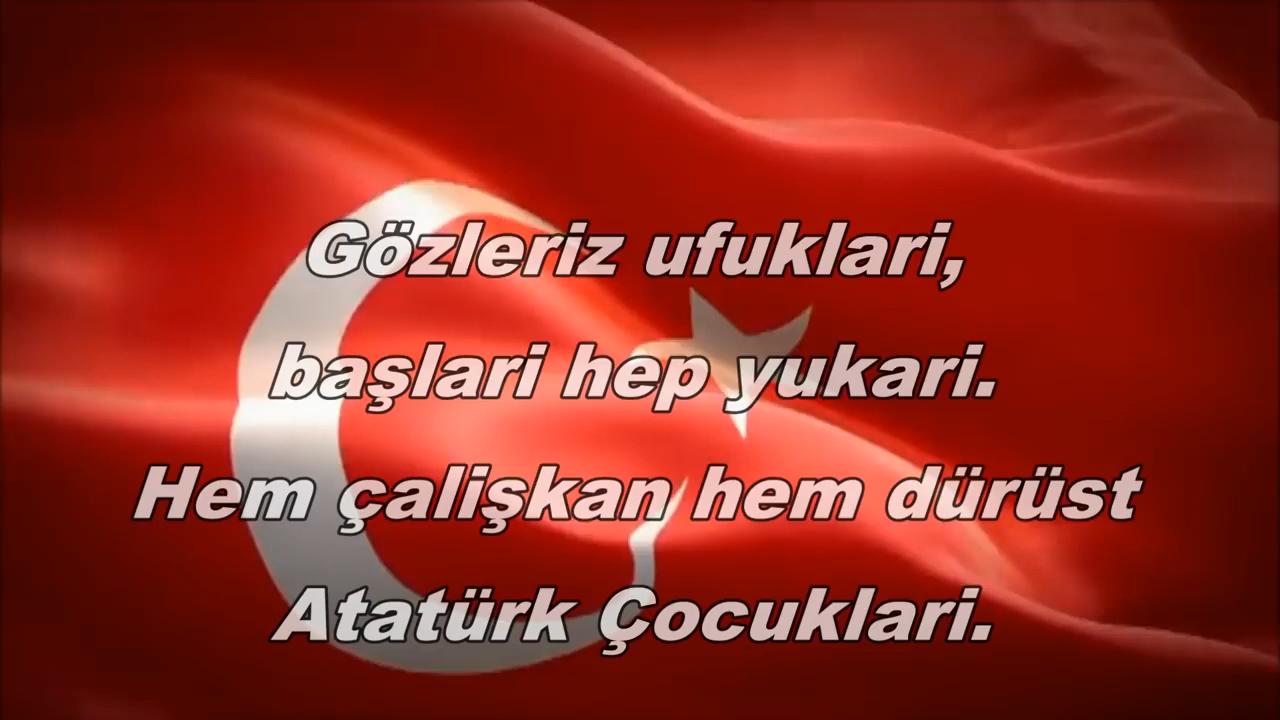 Gözleriz ufuklari,
başlari hep yukari.
Hem çalişkan hem dürüst
Atatürk Çocuklari.